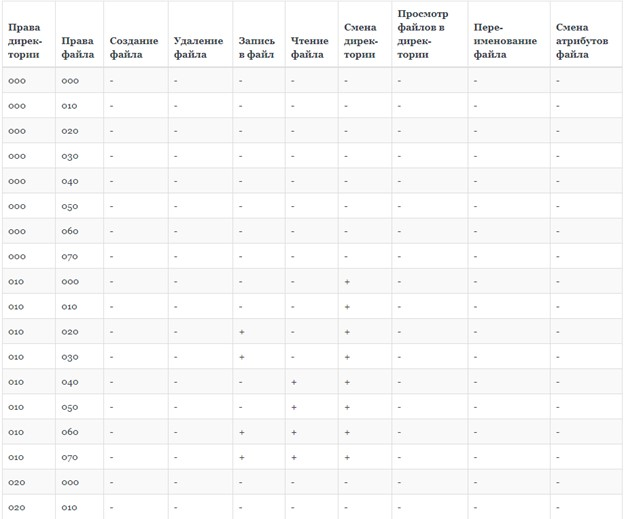 Права дирек-тории | Права файла | Создание файла | Удаление файла | Запись в файл | Чтение файла | Смена дирек-тории | Просмотр файлов в дирек-тории | Пере-именование файла | Смена атрибутов файла
000 | 000 | - | - | - | - | - | - | - | -
000 | 010 | - | - | - | - | - | - | - | -
000 | 020 | - | - | - | - | - | - | - | -
000 | 030 | - | - | - | - | - | - | - | -
000 | 040 | - | - | - | - | - | - | - | -
000 | 050 | - | - | - | - | - | - | - | -
000 | 060 | - | - | - | - | - | - | - | -
000 | 070 | - | - | - | - | - | - | - | -
010 | 000 | - | - | - | - | + | - | - | -
010 | 010 | - | - | - | - | + | - | - | -
010 | 020 | - | - | + | - | + | - | - | -
010 | 030 | - | - | + | - | + | - | - | -
010 | 040 | - | - | - | + | + | - | - | -
010 | 050 | - | - | - | + | + | - | - | -
010 | 060 | - | - | + | + | + | - | - | -
010 | 070 | - | - | + | + | + | - | - | -
020 | 000 | - | - | - | - | - | - | - | -
020 | 010 | - | - | - | - | - | - | - | -